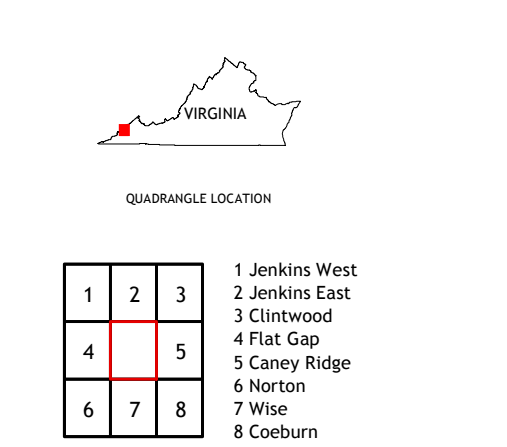 VIRGINIA
QUADRANGLE LOCATION
1 2 3
4 5
6 7 8
1 Jenkins West
2 Jenkins East
3 Clintwood
4 Flat Gap
5 Caney Ridge
6 Norton
7 Wise
8 Coeburn